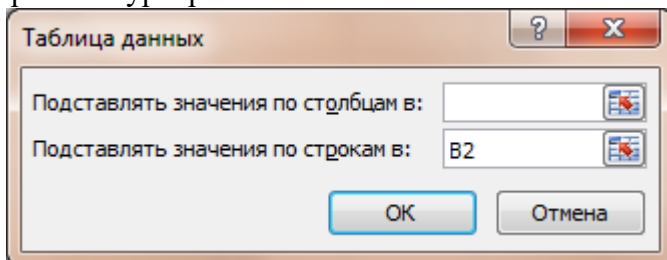 Таблица данных
Подставлять значения по столбцам в:
Подставлять значения по строкам в: B2
ОК Отмена